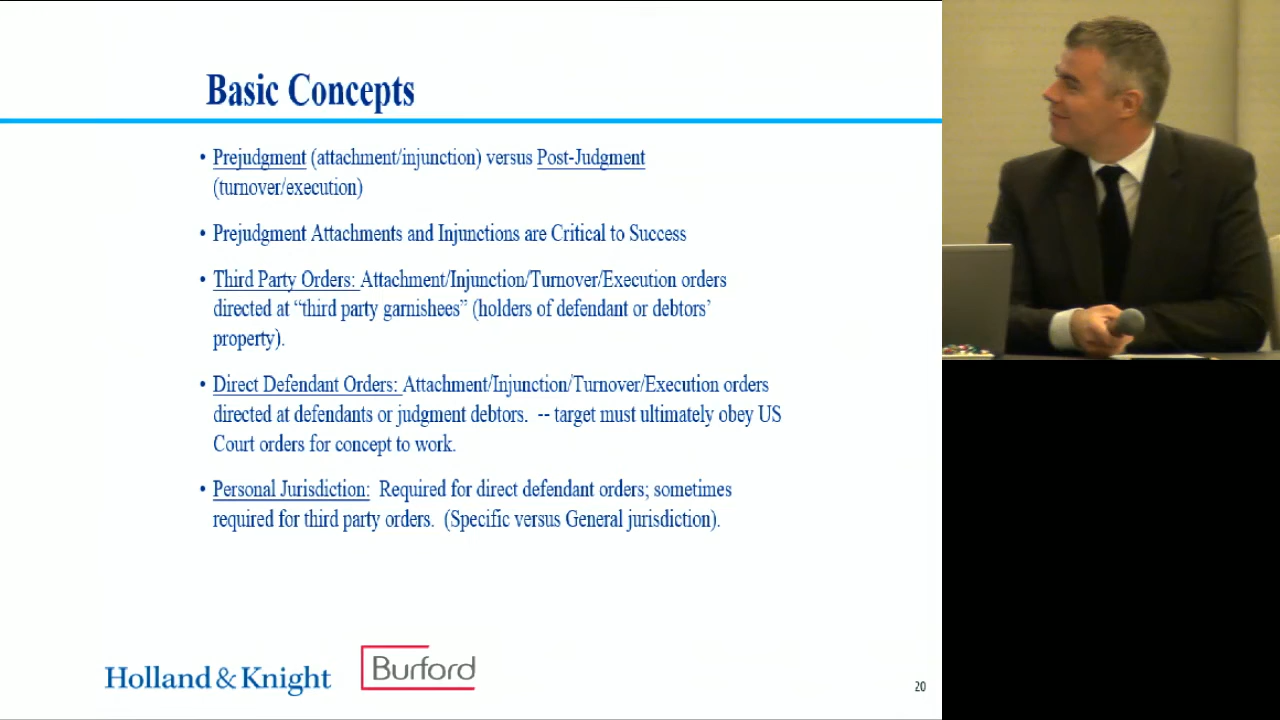 Basic Concepts
• Prejudgment (attachment/injunction) versus Post-Judgment
(turnover/execution)
• Prejudgment Attachments and Injunctions are Critical to Success
• Third Party Orders: Attachment/Injunction/Turnover/Execution orders
directed at “third party garnishees” (holders of defendant or debtors’
property).
• Direct Defendant Orders: Attachment/Injunction/Turnover/Execution orders
directed at defendants or judgment debtors. -- target must ultimately obey US
Court orders for concept to work.
• Personal Jurisdiction: Required for direct defendant orders; sometimes
required for third party orders. (Specific versus General jurisdiction).
Holland & Knight
Burford
20